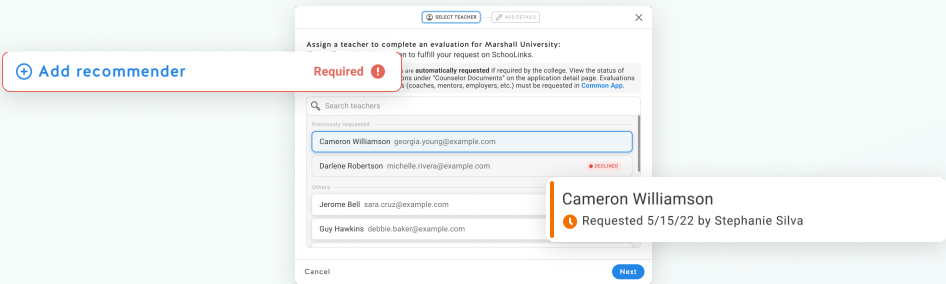 SELECT TEACHER
ADD DETAILS
Assign a teacher to complete an evaluation for Marshall University:
to fulfill your request on SchooLinks.
Add recommender
Required
are automatically requested if required by the college. View the status of
under "Counselor Documents" on the application detail page. Evaluations
(coaches, mentors, employers, etc.) must be requested in Common App.
Search teachers
Previously requested
Cameron Williamson georgia.young@example.com
Darlene Robertson michelle.rivera@example.com
DECLINED
Others
Jerome Bell sara.cruz@example.com
Guy Hawkins debbie.baker@example.com
Cameron Williamson
Requested 5/15/22 by Stephanie Silva
Cancel
Next